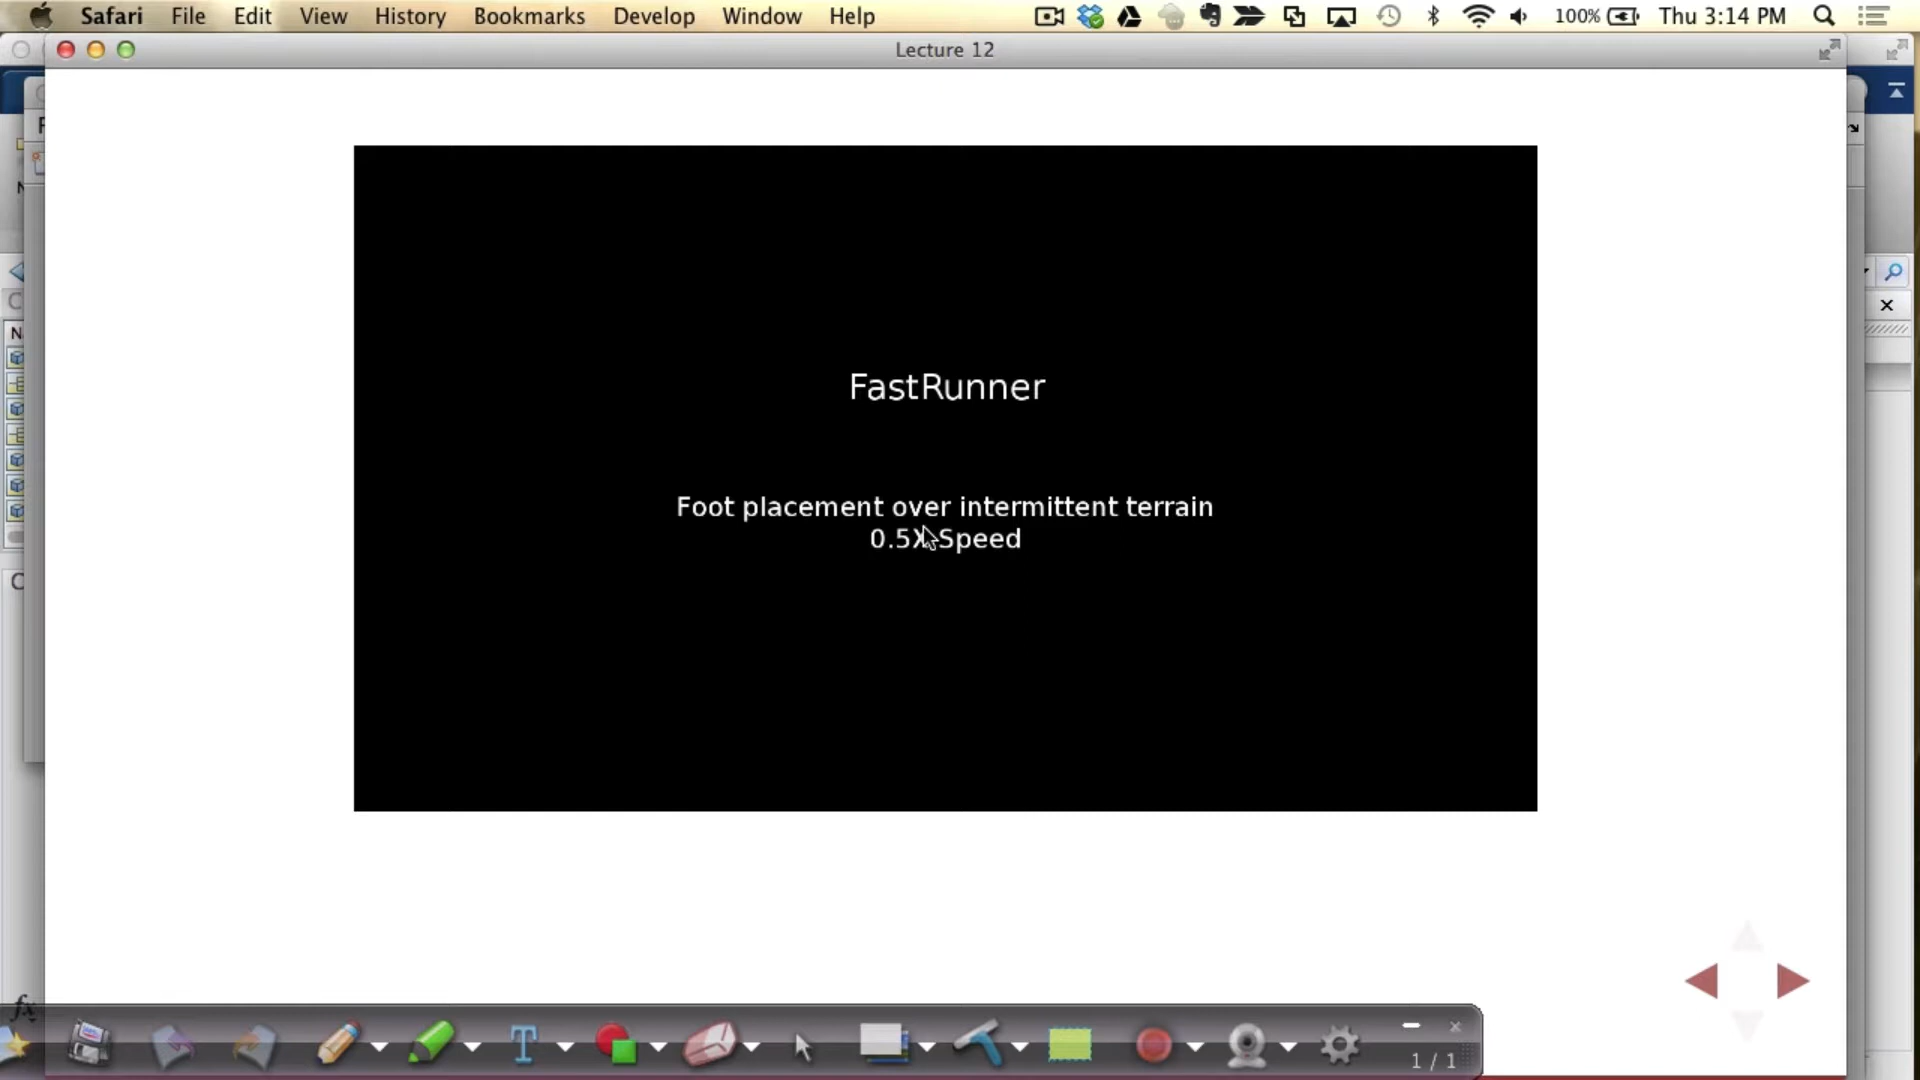 Safari File Edit View History Bookmarks Develop Window Help 100% Thu 3:14 PM
Lecture 12
FastRunner
Foot placement over intermittent terrain
0.5X Speed
fx
T
1 / 1